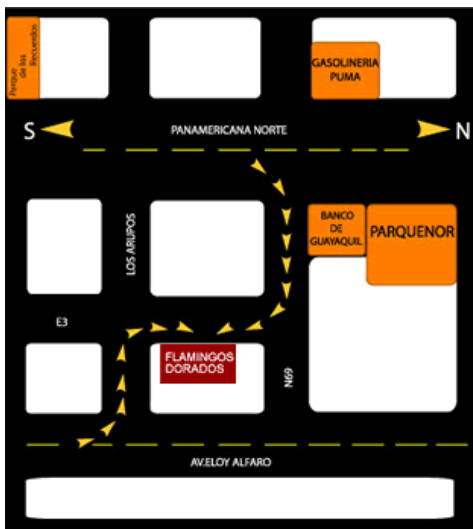 Parque
de los
Recuerdos
GASOLINERIA
PUMA
S
PANAMERICANA NORTE
N
LOS ARUPOS
BANCO
DE
GUAYAQUIL
PARQUENOR
E3
FLAMINGOS
DORADOS
N69
AV.ELOY ALFARO